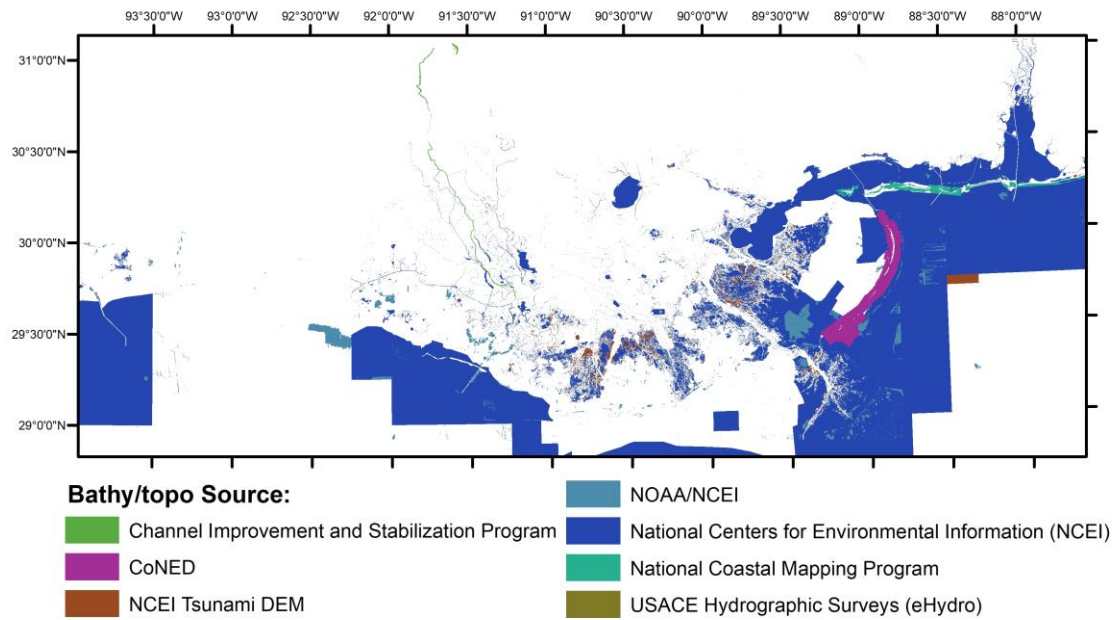 93°0'0"W 92°30'0"W 92°0'0"W 91°30'0"W 91°0'0"W 90°30'0"W 90°0'0"W 89°30'0"W 89°0'0"W 88°30'0"W 88°0'0"W
31°0'0"N
30°30'0"N
30°0'0"N
29°30'0"N
29°0'0"N
Bathy/topo Source:
Channel Improvement and Stabilization Program
CoNED
NCEI Tsunami DEM
NOAA/NCEI
National Centers for Environmental Information (NCEI)
National Coastal Mapping Program
USACE Hydrographic Surveys (eHydro)